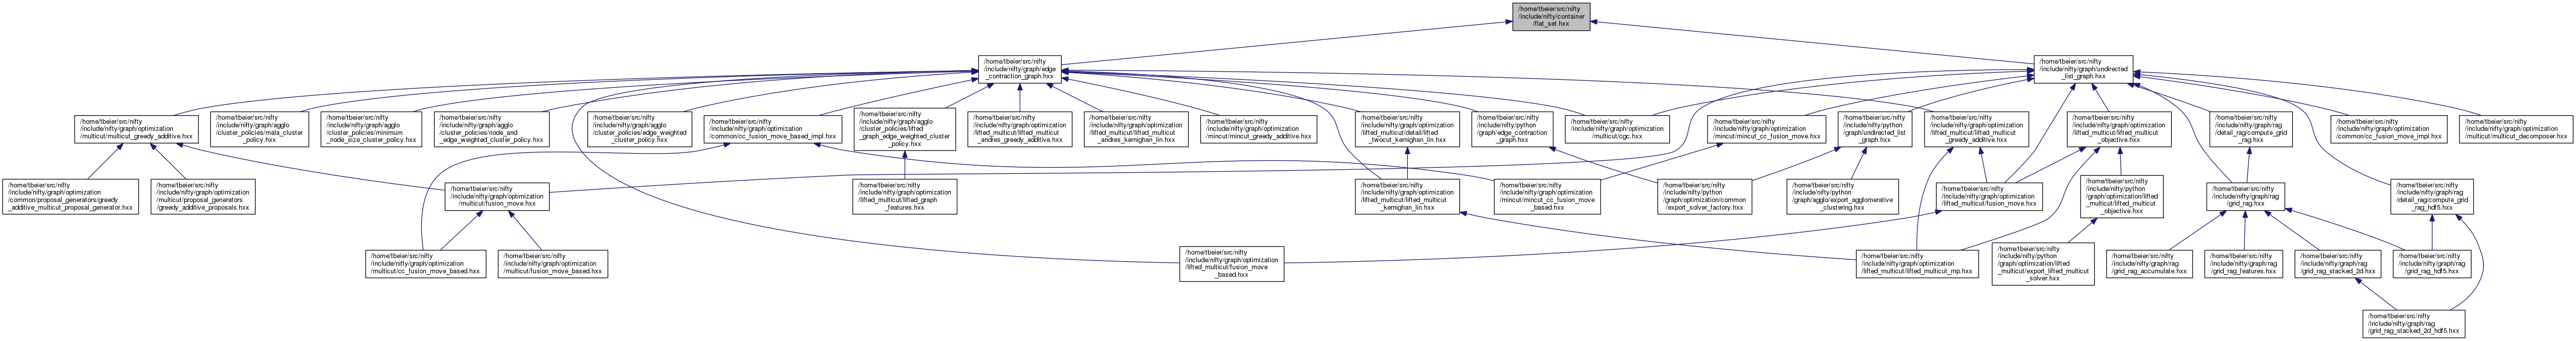 /home/tbeier/src/nifty
/include/nifty/container
/flat_set.hxx
/home/tbeier/src/nifty
/include/nifty/graph/edge
_contraction_graph.hxx
/home/tbeier/src/nifty
/include/nifty/graph/undirected
_list_graph.hxx
/home/tbeier/src/nifty
/include/nifty/graph/optimization
/multicut/multicut_greedy_additive.hxx
/home/tbeier/src/nifty
/include/nifty/graph/agglo
/cluster_policies/mala_cluster
_policy.hxx
/home/tbeier/src/nifty
/include/nifty/graph/agglo
/cluster_policies/minimum
_node_size_cluster_policy.hxx
/home/tbeier/src/nifty
/include/nifty/graph/agglo
/cluster_policies/node_and
_edge_weighted_cluster_policy.hxx
/home/tbeier/src/nifty
/include/nifty/graph/agglo
/cluster_policies/edge_weighted
_cluster_policy.hxx
/home/tbeier/src/nifty
/include/nifty/graph/optimization
/common/cc_fusion_move_based_impl.hxx
/home/tbeier/src/nifty
/include/nifty/graph/agglo
/cluster_policies/lifted
_graph_edge_weighted_cluster
_policy.hxx
/home/tbeier/src/nifty
/include/nifty/graph/optimization
/lifted_multicut/lifted_multicut
_andres_greedy_additive.hxx
/home/tbeier/src/nifty
/include/nifty/graph/optimization
/lifted_multicut/lifted_multicut
_andres_kernighan_lin.hxx
/home/tbeier/src/nifty
/include/nifty/graph/optimization
/mincut/mincut_greedy_additive.hxx
/home/tbeier/src/nifty
/include/nifty/graph/optimization
/lifted_multicut/detail/lifted
_twocut_kernighan_lin.hxx
/home/tbeier/src/nifty
/include/nifty/python
/graph/edge_contraction
_graph.hxx
/home/tbeier/src/nifty
/include/nifty/graph/optimization
/multicut/cgc.hxx
/home/tbeier/src/nifty
/include/nifty/graph/optimization
/mincut/mincut_cc_fusion_move.hxx
/home/tbeier/src/nifty
/include/nifty/python
/graph/undirected_list
_graph.hxx
/home/tbeier/src/nifty
/include/nifty/graph/optimization
/lifted_multicut/lifted_multicut
_greedy_additive.hxx
/home/tbeier/src/nifty
/include/nifty/graph/optimization
/lifted_multicut/lifted_multicut
_objective.hxx
/home/tbeier/src/nifty
/include/nifty/graph/rag
/detail_rag/compute_grid
_rag.hxx
/home/tbeier/src/nifty
/include/nifty/graph/optimization
/common/cc_fusion_move_impl.hxx
/home/tbeier/src/nifty
/include/nifty/graph/optimization
/multicut/multicut_decomposer.hxx
/home/tbeier/src/nifty
/include/nifty/graph/optimization
/common/proposal_generators/greedy
_additive_multicut_proposal_generator.hxx
/home/tbeier/src/nifty
/include/nifty/graph/optimization
/multicut/proposal_generators
/greedy_additive_proposals.hxx
/home/tbeier/src/nifty
/include/nifty/graph/optimization
/multicut/fusion_move.hxx
/home/tbeier/src/nifty
/include/nifty/graph/optimization
/lifted_multicut/lifted_graph
_features.hxx
/home/tbeier/src/nifty
/include/nifty/graph/optimization
/lifted_multicut/lifted_multicut
_kernighan_lin.hxx
/home/tbeier/src/nifty
/include/nifty/graph/optimization
/mincut/mincut_cc_fusion_move
_based.hxx
/home/tbeier/src/nifty
/include/nifty/python
/graph/optimization/common
/export_solver_factory.hxx
/home/tbeier/src/nifty
/include/nifty/python
/graph/agglo/export_agglomerative
_clustering.hxx
/home/tbeier/src/nifty
/include/nifty/graph/optimization
/lifted_multicut/fusion_move.hxx
/home/tbeier/src/nifty
/include/nifty/python
/graph/optimization/lifted
_multicut/lifted_multicut
_objective.hxx
/home/tbeier/src/nifty
/include/nifty/graph/rag
/grid_rag.hxx
/home/tbeier/src/nifty
/include/nifty/graph/rag
/detail_rag/compute_grid
_rag_hdf5.hxx
/home/tbeier/src/nifty
/include/nifty/graph/optimization
/multicut/cc_fusion_move_based.hxx
/home/tbeier/src/nifty
/include/nifty/graph/optimization
/multicut/fusion_move_based.hxx
/home/tbeier/src/nifty
/include/nifty/graph/optimization
/lifted_multicut/fusion_move
_based.hxx
/home/tbeier/src/nifty
/include/nifty/graph/optimization
/lifted_multicut/lifted_multicut_mp.hxx
/home/tbeier/src/nifty
/include/nifty/python
/graph/optimization/lifted
_multicut/export_lifted_multicut
_solver.hxx
/home/tbeier/src/nifty
/include/nifty/graph/rag
/grid_rag_accumulate.hxx
/home/tbeier/src/nifty
/include/nifty/graph/rag
/grid_rag_features.hxx
/home/tbeier/src/nifty
/include/nifty/graph/rag
/grid_rag_stacked_2d.hxx
/home/tbeier/src/nifty
/include/nifty/graph/rag
/grid_rag_hdf5.hxx
/home/tbeier/src/nifty
/include/nifty/graph/rag
/grid_rag_stacked_2d_hdf5.hxx